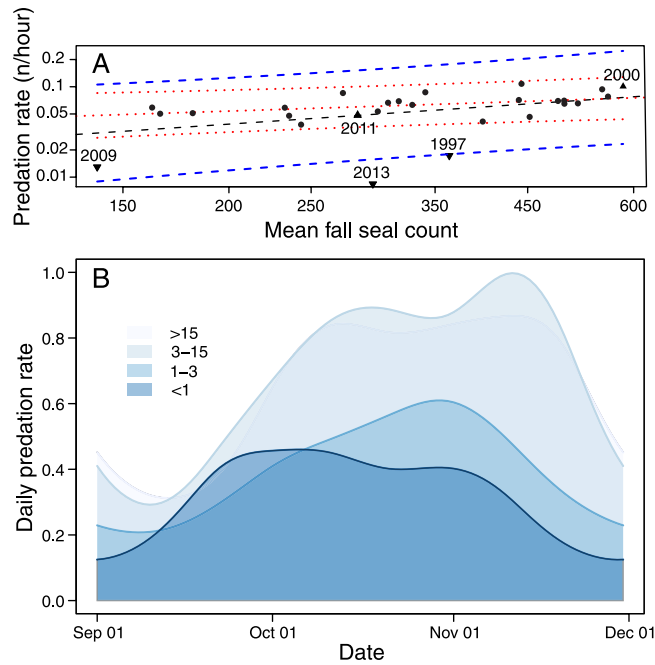 A
Predation rate (n/hour)
0.2
0.1
0.05
0.02
0.01
2000
2011
1997
2009
2013
150
200
250
350
450
600
Mean fall seal count
B
Daily predation rate
1.0
0.8
0.6
0.4
0.2
0.0
>15
3–15
1–3
<1
Sep 01
Oct 01
Nov 01
Dec 01
Date